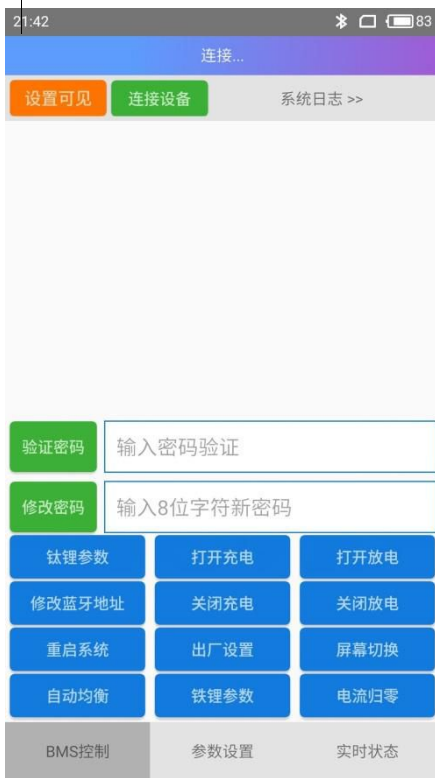 21:42 83
连接...
设置可见 连接设备 系统日志 >>
验证密码 输入密码验证
修改密码 输入8位字符新密码
钛锂参数 打开充电 打开放电
修改蓝牙地址 关闭充电 关闭放电
重启系统 出厂设置 屏幕切换
自动均衡 铁锂参数 电流归零
BMS控制 参数设置 实时状态